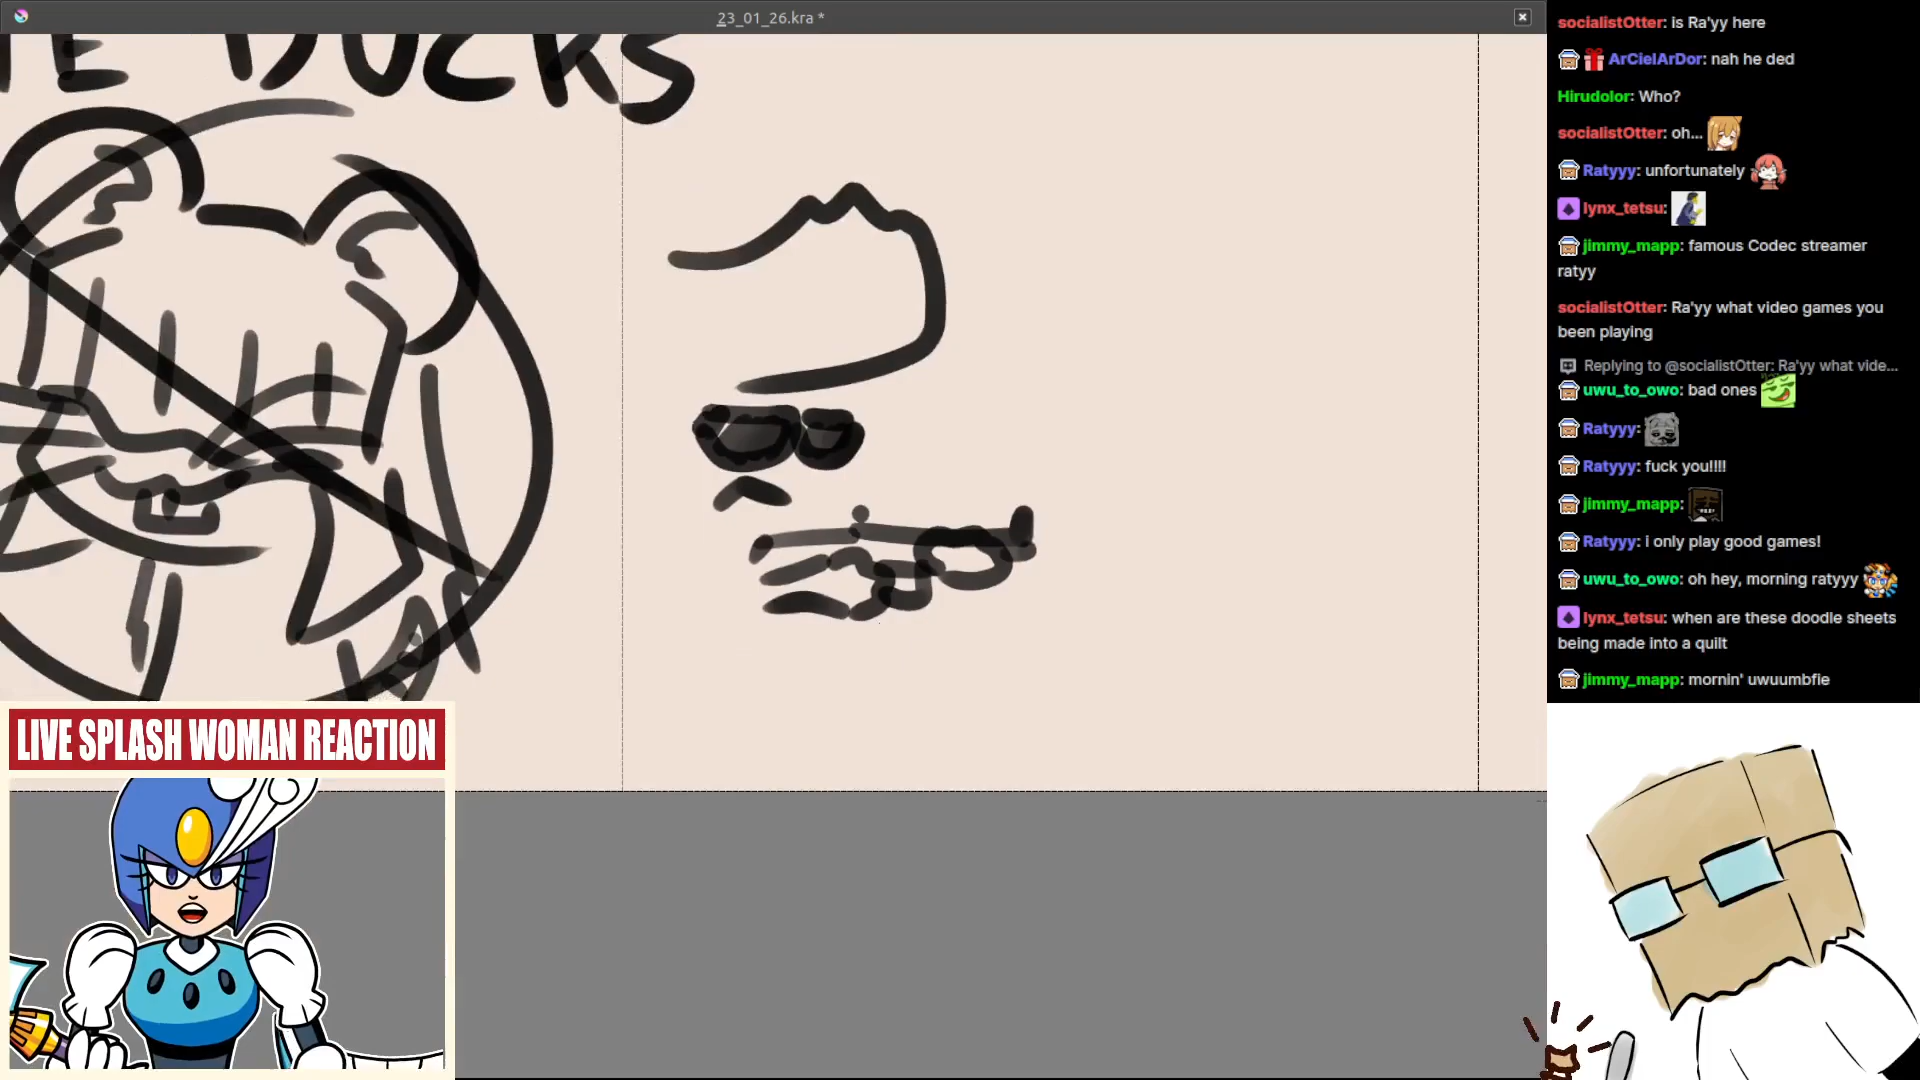 23_01_26.kra *
TE DUCKS
LIVE SPLASH WOMAN REACTION
socialistOtter: is Ra'yy here
ArCielArDor: nah he ded
Hirudolor: Who?
socialistOtter: oh...
Ratyyy: unfortunately
lynx_tetsu:
jimmy_mapp: famous Codec streamer
ratyy
socialistOtter: Ra'yy what video games you
been playing
Replying to @socialistOtter: Ra'yy what vide...
uwu_to_owo: bad ones
Ratyyy:
Ratyyy: fuck you!!!!
jimmy_mapp:
Ratyyy: i only play good games!
uwu_to_owo: oh hey, morning ratyyy
lynx_tetsu: when are these doodle sheets
being made into a quilt
jimmy_mapp: mornin' uwuumbfie